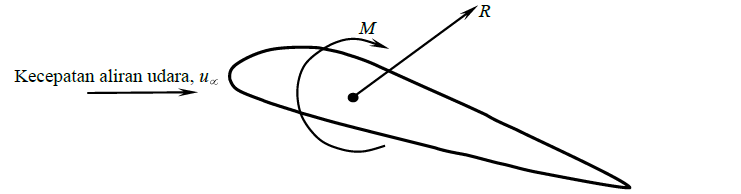 R
M
Kecepatan aliran udara, u∞